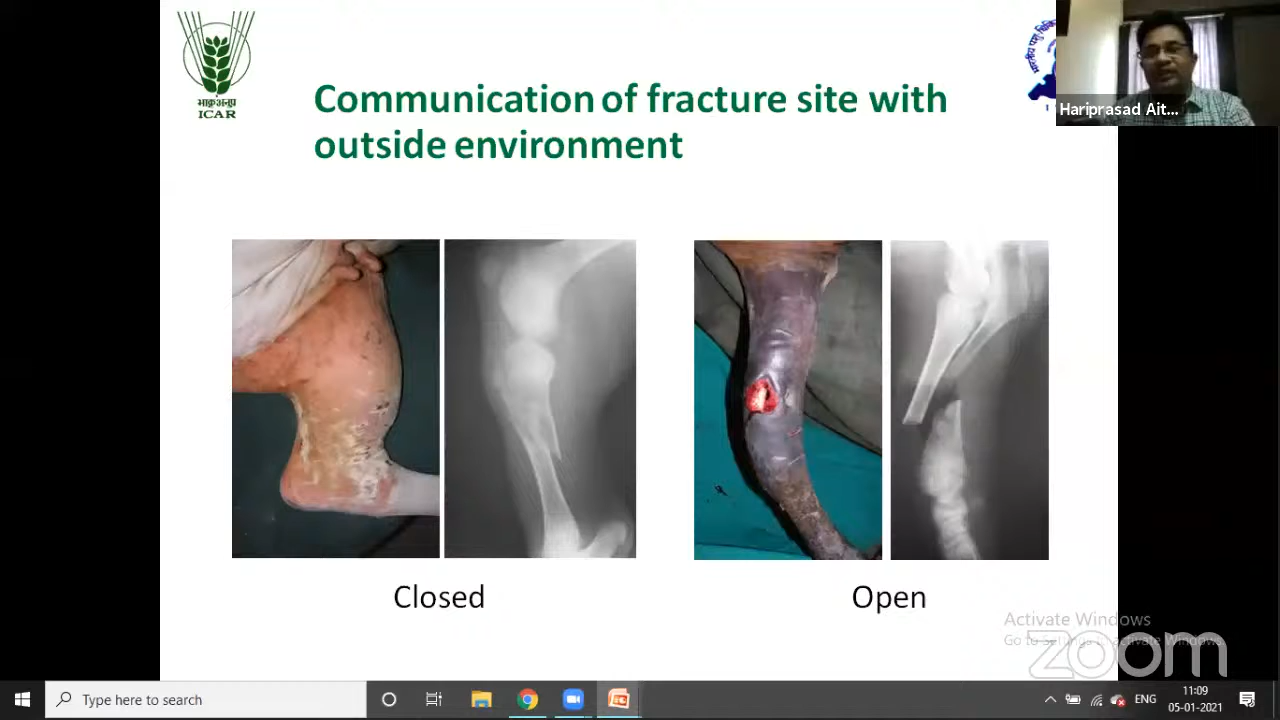 भाकृअनुप
ICAR
Communication of fracture site with
outside environment
Hariprasad Ait...
Closed
Open
Activate Windows
zoom
Type here to search
ENG
11:09
05-01-2021